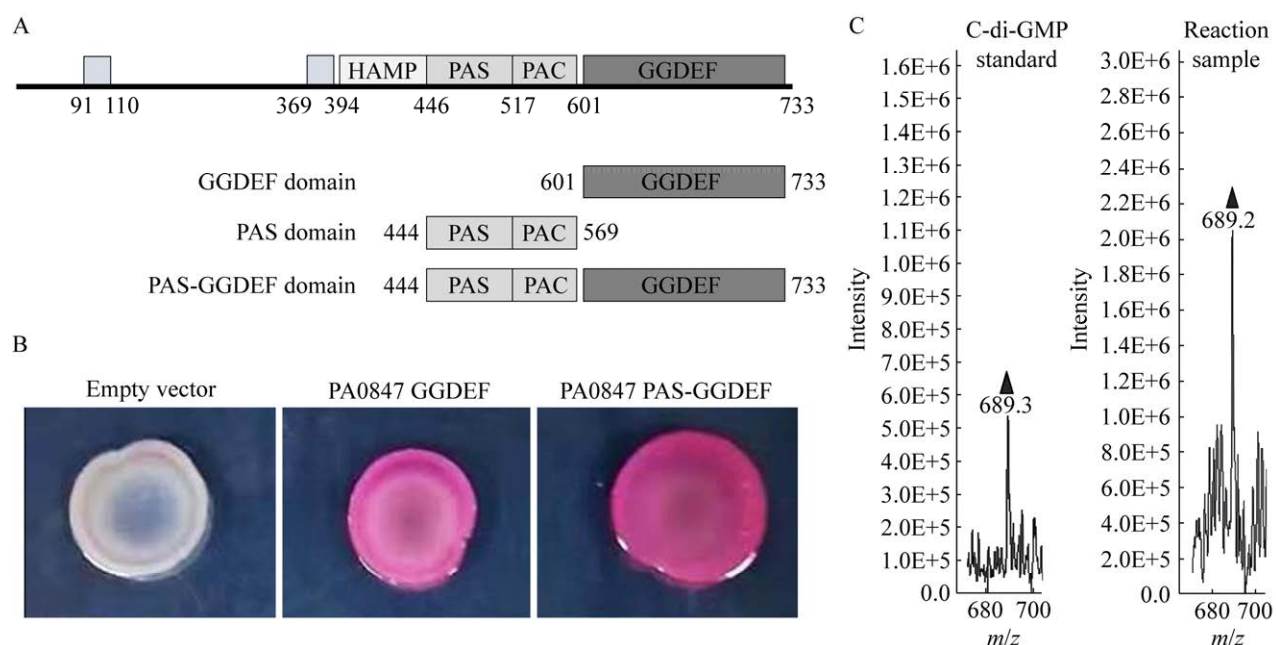 A
HAMP PAS PAC GGDEF
91 110 369 394 446 517 601 733
GGDEF domain 601 GGDEF 733
PAS domain 444 PAS PAC 569
PAS-GGDEF domain 444 PAS PAC GGDEF 733
B
Empty vector PA0847 GGDEF PA0847 PAS-GGDEF
C
C-di-GMP
standard
1.6E+6
1.5E+6
1.4E+6
1.3E+6
1.2E+6
1.1E+6
1.0E+6
9.0E+5
8.0E+5
7.0E+5
6.0E+5
5.0E+5
4.0E+5
3.0E+5
2.0E+5
1.0E+5
0.0
Intensity
689.3
680 700
m/z
Reaction
sample
3.0E+6
2.8E+6
2.6E+6
2.4E+6
2.2E+6
2.0E+6
1.8E+6
1.6E+6
1.4E+6
1.2E+6
1.0E+6
8.0E+5
6.0E+5
4.0E+5
2.0E+5
0.0
Intensity
689.2
680 700
m/z